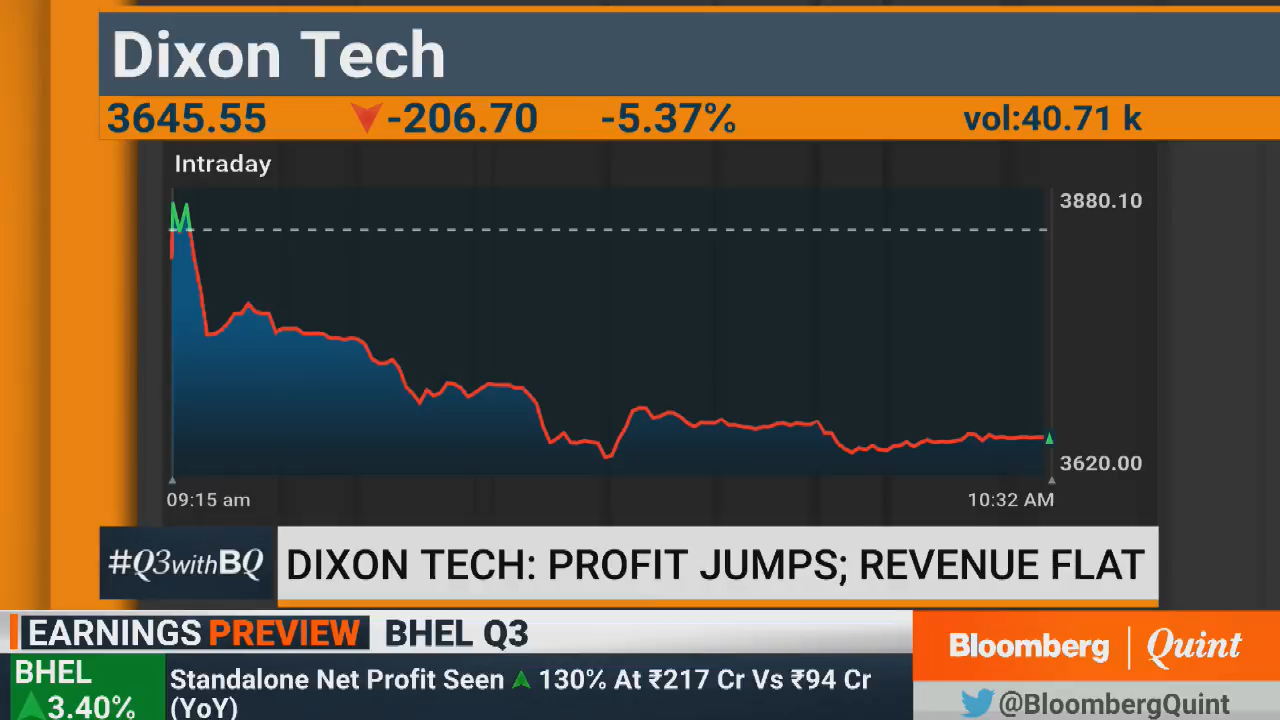 Dixon Tech
3645.55 -206.70 -5.37% vol:40.71 k
Intraday
3880.10
3620.00
09:15 am 10:32 AM
#Q3withBQ DIXON TECH: PROFIT JUMPS; REVENUE FLAT
EARNINGS PREVIEW BHEL Q3
BHEL
3.40%
Standalone Net Profit Seen ▲ 130% At ₹217 Cr Vs ₹94 Cr
(YoY)
Bloomberg | Quint
@BloombergQuint